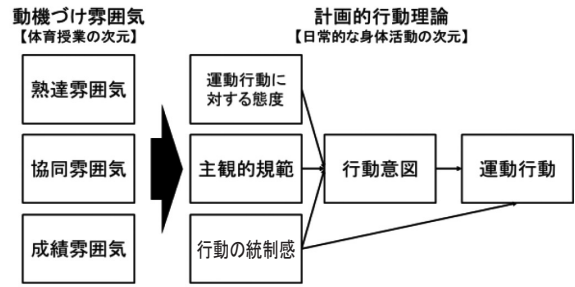 動機づけ雰囲気
【体育授業の次元】
計画的行動理論
【日常的な身体活動の次元】
熟達雰囲気
運動行動に
対する態度
協同雰囲気
主観的規範
行動意図
運動行動
成績雰囲気
行動の統制感